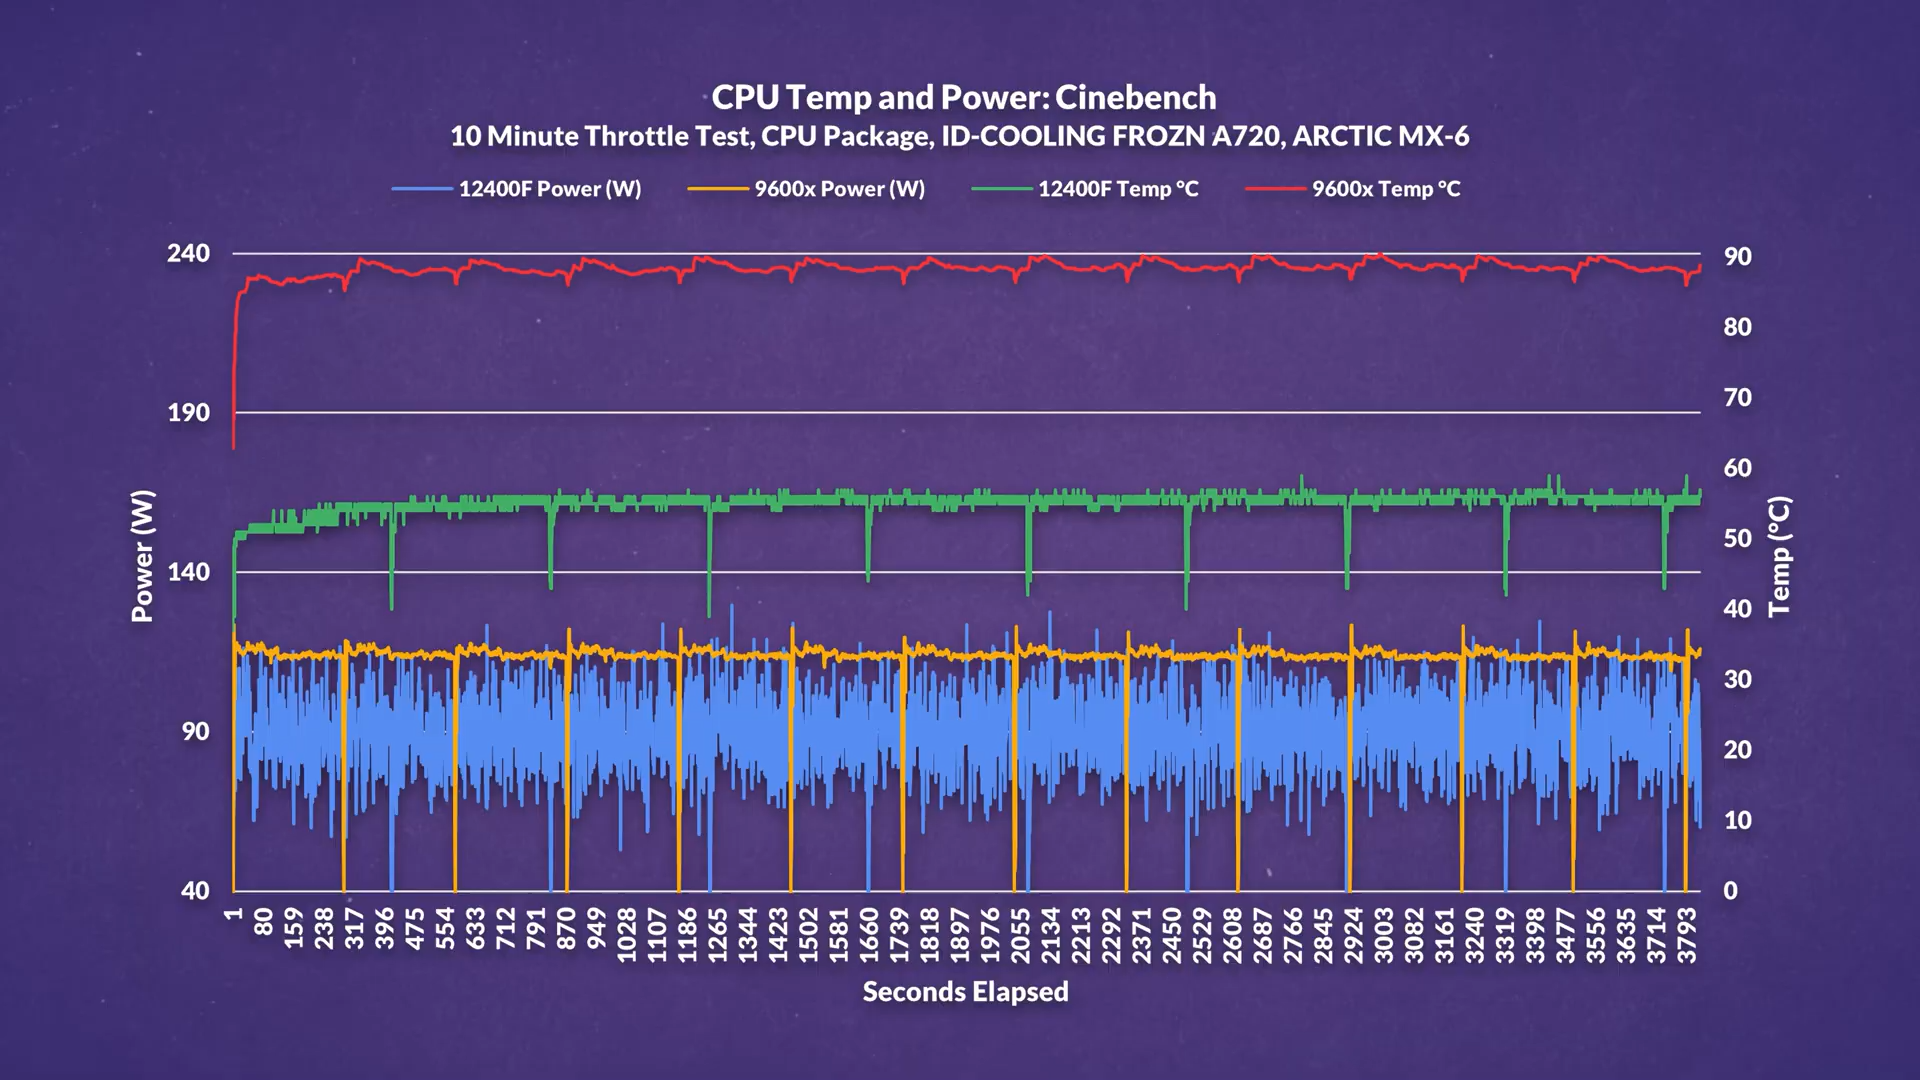 CPU Temp and Power: Cinebench
10 Minute Throttle Test, CPU Package, ID-COOLING FROZN A720, ARCTIC MX-6
12400F Power (W) 9600x Power (W) 12400F Temp °C 9600x Temp °C
240
190
140
90
40
Power (W)
90
80
70
60
50
40
30
20
10
0
Temp (°C)
1 80 159 238 317 396 475 554 633 712 791 870 949 1028 1107 1186 1265 1344 1423 1502 1581 1660 1739 1818 1897 1976 2055 2134 2213 2292 2371 2450 2529 2608 2687 2766 2845 2924 3003 3082 3161 3240 3319 3398 3477 3556 3635 3714 3793
Seconds Elapsed